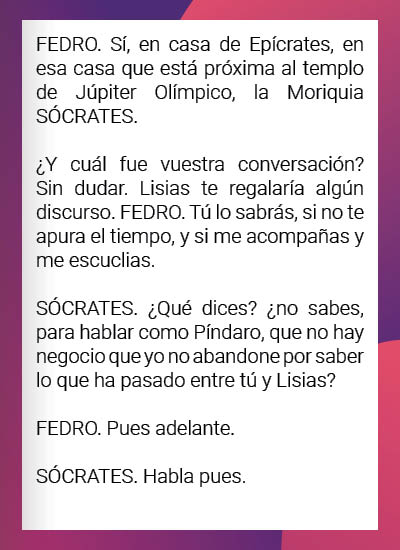 FEDRO. Sí, en casa de Epícrates, en
esa casa que está próxima al templo
de Júpiter Olímpico, la Moriquia
SÓCRATES.
¿Y cuál fue vuestra conversación?
Sin dudar. Lisias te regalaría algún
discurso. FEDRO. Tú lo sabrás, si no te
apura el tiempo, y si me acompañas y
me escuclias.
SÓCRATES. ¿Qué dices? ¿no sabes,
para hablar como Píndaro, que no hay
negocio que yo no abandone por saber
lo que ha pasado entre tú y Lisias?
FEDRO. Pues adelante.
SÓCRATES. Habla pues.